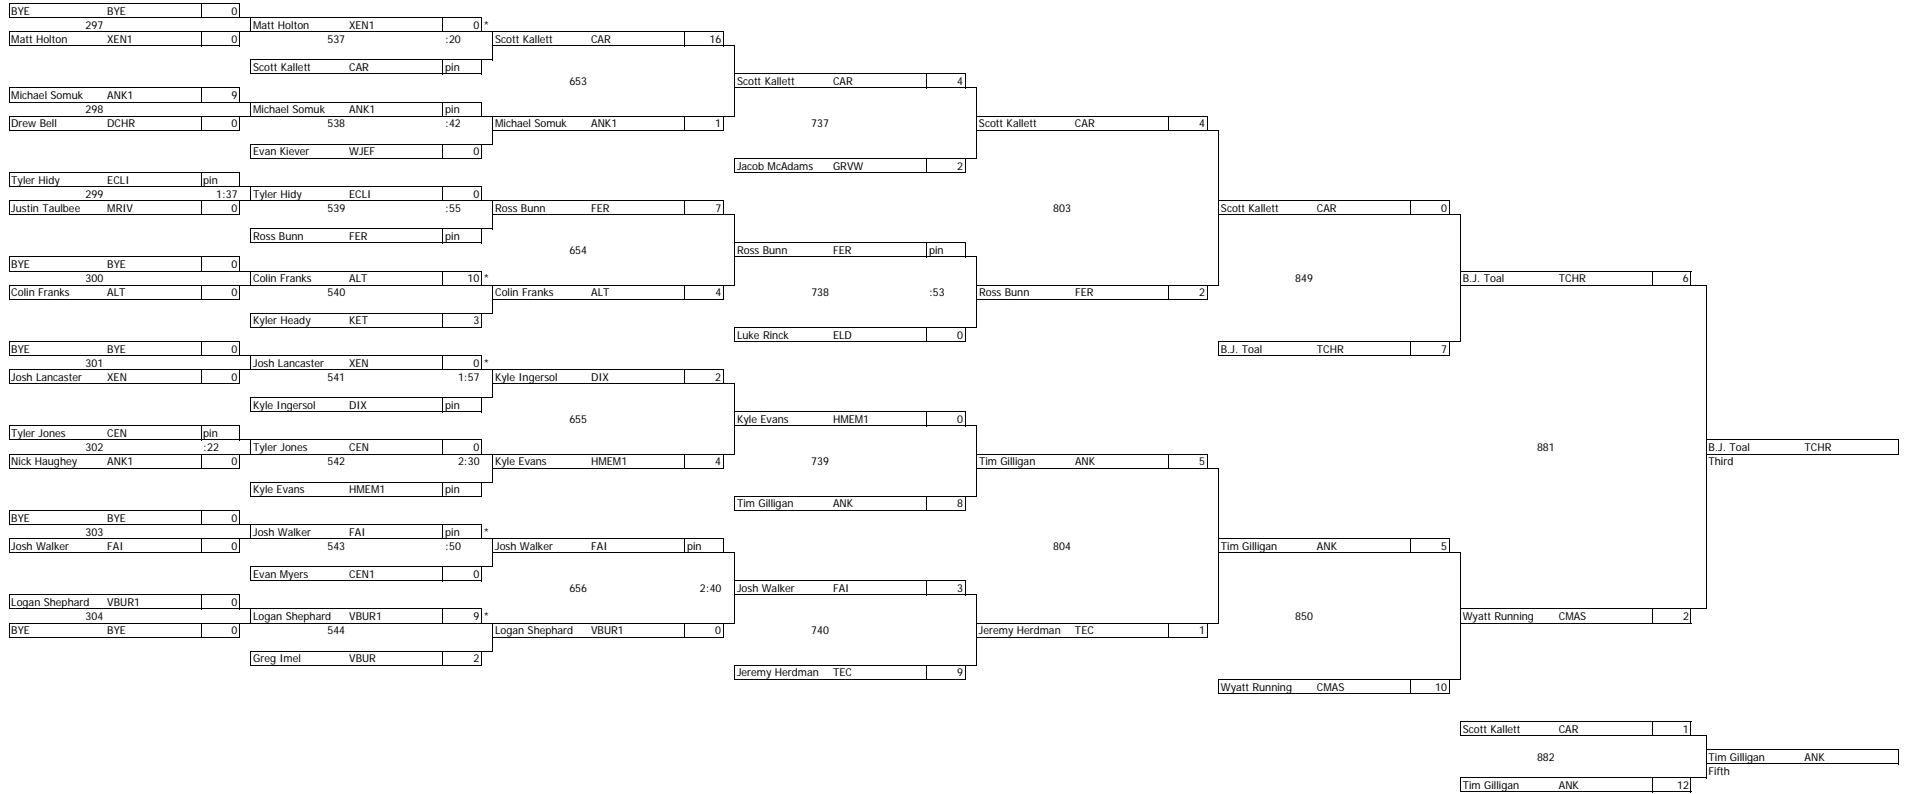 BYE BYE 0
297 Matt Holton XEN1 0 *
Matt Holton XEN1 0 537 :20 Scott Kallett CAR 16
Scott Kallett CAR pin
653 Scott Kallett CAR 4
Michael Somuk ANK1 9
298 Michael Somuk ANK1 pin
Drew Bell DCHR 0 538 :42 Michael Somuk ANK1 1 737 Scott Kallett CAR 4
Evan Kiever WJEF 0
Jacob McAdams GRVW 2
Tyler Hidy ECLI pin
299 1:37 Tyler Hidy ECLI 0
Justin Taulbee MRIV 0 539 :55 Ross Bunn FER 7 803 Scott Kallett CAR 0
Ross Bunn FER pin
654 Ross Bunn FER pin
BYE BYE 0
300 Colin Franks ALT 10 * 849 B.J. Toal TCHR 6
Colin Franks ALT 0 540 Colin Franks ALT 4 738 :53 Ross Bunn FER 2
Kyler Heady KET 3
Luke Rinck ELD 0
BYE BYE 0 B.J. Toal TCHR 7
301 Josh Lancaster XEN 0 *
Josh Lancaster XEN 0 541 1:57 Kyle Ingersol DIX 2
Kyle Ingersol DIX pin
655 Kyle Evans HMEM1 0
Tyler Jones CEN pin
302 :22 Tyler Jones CEN 0 881 B.J. Toal TCHR
Nick Haughey ANK1 0 542 2:30 Kyle Evans HMEM1 4 739 Tim Gilligan ANK 5 Third
Kyle Evans HMEM1 pin
Tim Gilligan ANK 8
BYE BYE 0
303 Josh Walker FAI pin *
Josh Walker FAI 0 543 :50 Josh Walker FAI pin 804 Tim Gilligan ANK 5
Evan Myers CEN1 0
656 2:40 Josh Walker FAI 3
Logan Shephard VBUR1 0
304 Logan Shephard VBUR1 9 * 850 Wyatt Running CMAS 2
BYE BYE 0 544 Logan Shephard VBUR1 0 740 Jeremy Herdman TEC 1
Greg Imel VBUR 2
Jeremy Herdman TEC 9
Wyatt Running CMAS 10
Scott Kallett CAR 1
882 Tim Gilligan ANK
Fifth
Tim Gilligan ANK 12